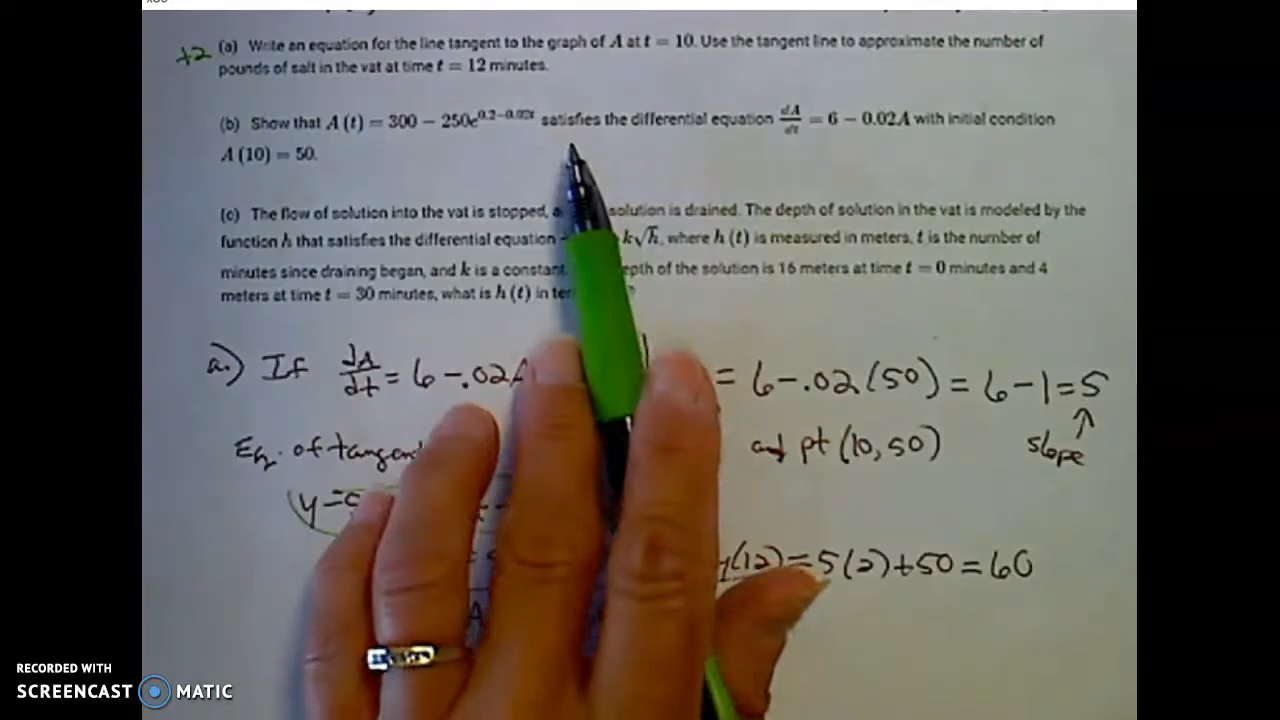 +2 (a) Write an equation for the line tangent to the graph of A at t = 10. Use the tangent line to approximate the number of
pounds of salt in the vat at time t = 12 minutes.
(b) Show that A (t) = 300 − 250e^{0.2−0.02t} satisfies the differential equation dA/dt = 6 − 0.02A with initial condition
A (10) = 50.
(c) The flow of solution into the vat is stopped, solution is drained. The depth of solution in the vat is modeled by the
function h that satisfies the differential equation k√h, where h (t) is measured in meters, t is the number of
minutes since draining began, and k is a constant. depth of the solution is 16 meters at time t = 0 minutes and 4
meters at time t = 30 minutes, what is h (t) in
a.) If dA/dt = 6 - .02A = 6 - .02 (50) = 6 - 1 = 5
Eq. of tangent and pt (10, 50) slope
y =
y(12) = 5(2) + 50 = 60
RECORDED WITH
SCREENCAST MATIC